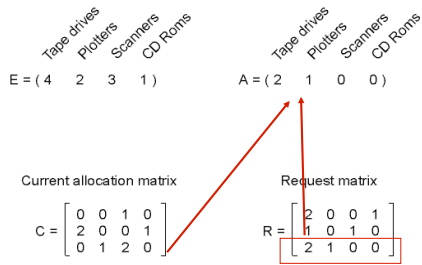 Tape drives Plotters Scanners CD Roms
E = ( 4 2 3 1 )
Tape drives Plotters Scanners CD Roms
A = ( 2 1 0 0 )
Current allocation matrix
C = [ 0 0 1 0
2 0 0 1
0 1 2 0 ]
Request matrix
R = [ 2 0 0 1
1 0 1 0
2 1 0 0 ]